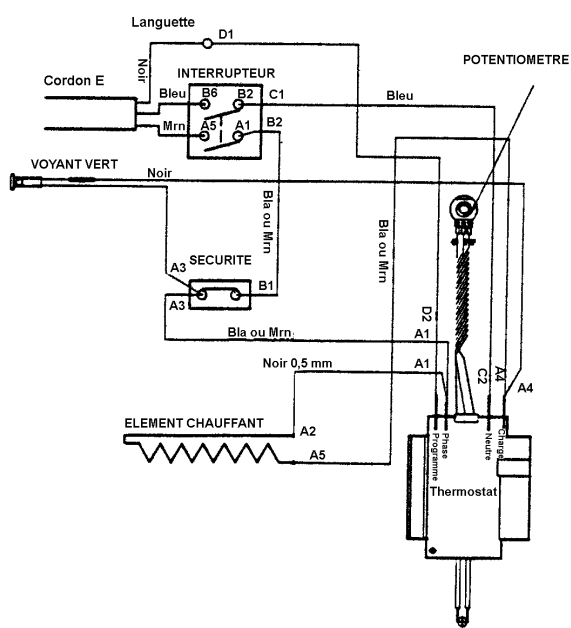 Languette
D1
POTENTIOMETRE
Noir
Cordon E
INTERRUPTEUR
Bleu
B6
B2
C1
Bleu
Mrn
A5
A1
B2
VOYANT VERT
Noir
Bla ou Mrn
Bla ou Mrn
A3
SECURITE
B1
A3
D2
Bla ou Mrn
A1
Noir 0,5 mm
A1
C2
A4
A4
ELEMENT CHAUFFANT
A2
A5
Programme
Phase
Neutre
Charge
Thermostat